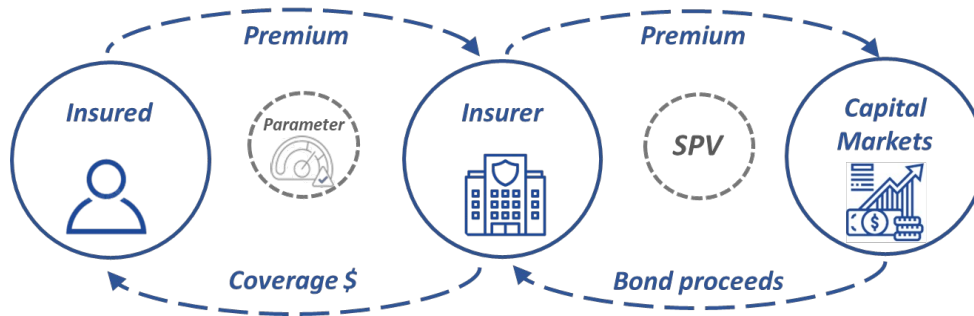 Premium
Premium
Insured
Parameter
Insurer
SPV
Capital
Markets
$
Coverage $
Bond proceeds